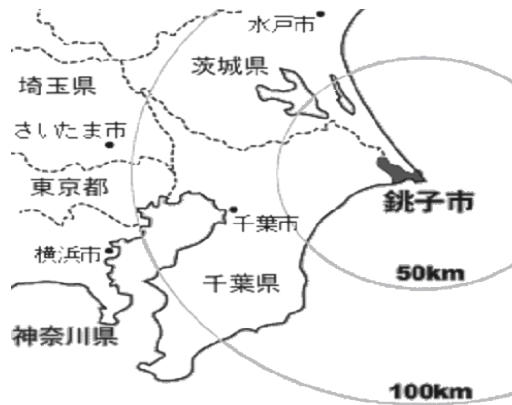 水戸市
茨城県
埼玉県
さいたま市
東京都
銚子市
千葉市
横浜市
50km
千葉県
神奈川県
100km